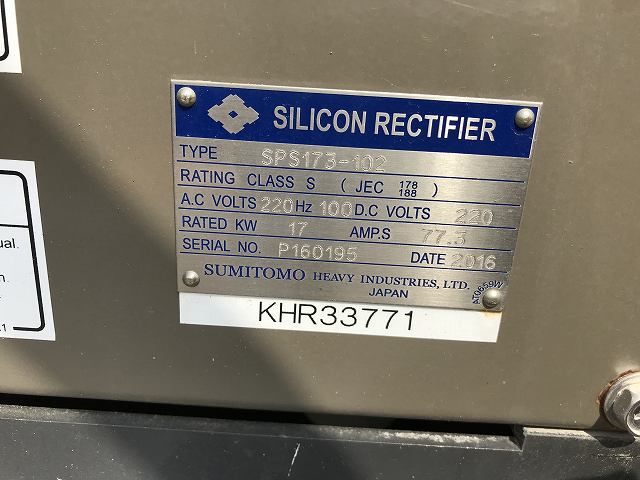 SILICON RECTIFIER
TYPE SPS173-102
RATING CLASS S ( JEC 178 188 )
A.C VOLTS 220 Hz 100 D.C VOLTS 220
RATED KW 17 AMP.S 77.3
SERIAL NO. P160195 DATE 2016
SUMITOMO HEAVY INDUSTRIES, LTD.
JAPAN
AT0659W
KHR33771
ual.
n.